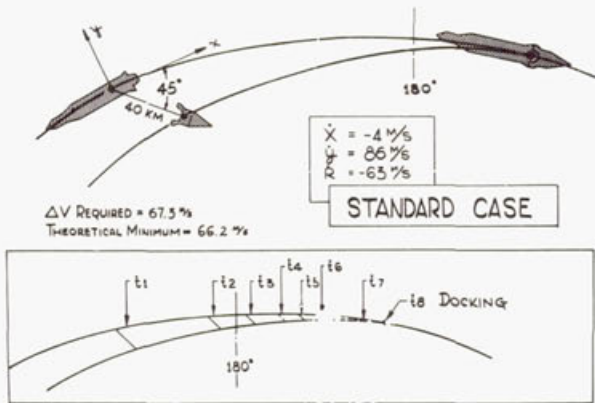 y
x
45°
40 KM
180°
Ẋ = -4 M/S
ẏ = 86 M/S
Ṙ = -63 M/S
STANDARD CASE
ΔV REQUIRED = 67.3 M/S
THEORETICAL MINIMUM = 66.2 M/S
t1
t2
t3
t4
t5
t6
t7
t8 DOCKING
180°